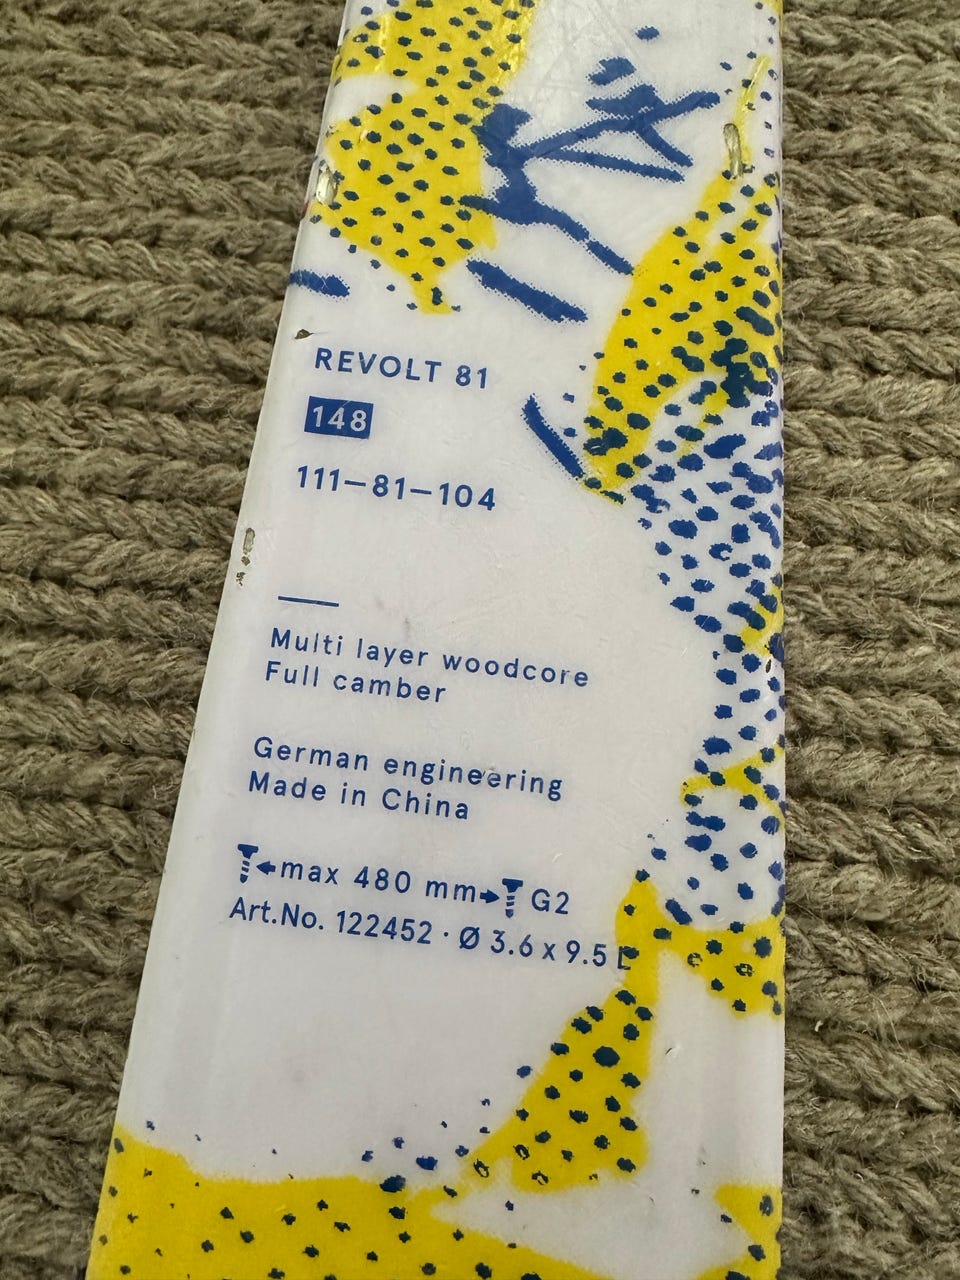 REVOLT 81
148
111–81–104
Multi layer woodcore
Full camber
German engineering
Made in China
max 480 mm G2
Art.No. 122452 · Ø 3.6 x 9.5 L